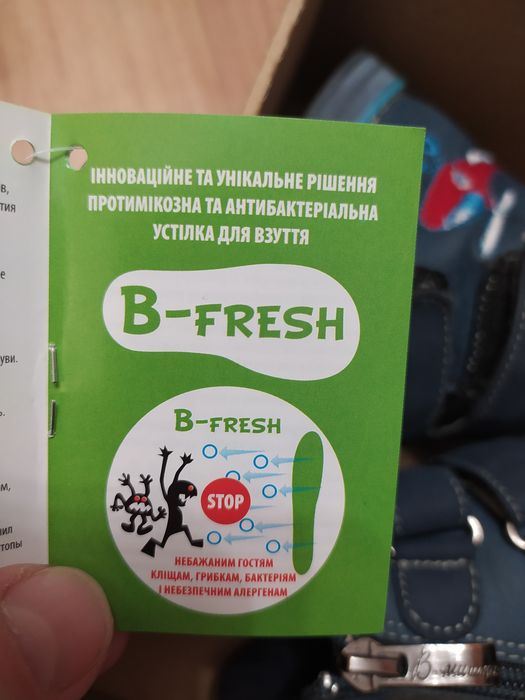 ІННОВАЦІЙНЕ ТА УНІКАЛЬНЕ РІШЕННЯ
ПРОТИМІКОЗНА ТА АНТИБАКТЕРІАЛЬНА
УСТІЛКА ДЛЯ ВЗУТТЯ
B-FRESH
B-FRESH
STOP
НЕБАЖАНИМ ГОСТЯМ
КЛІЩАМ, ГРИБКАМ, БАКТЕРІЯМ
І НЕБЕЗПЕЧНИМ АЛЕРГЕНАМ